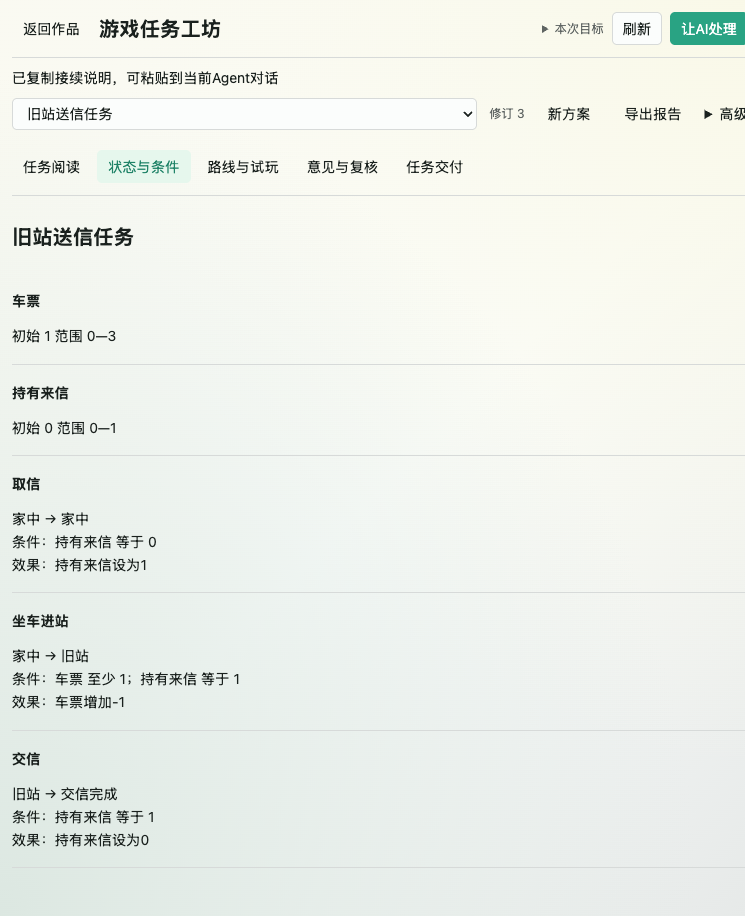 返回作品 游戏任务工坊 ▶ 本次目标 刷新 让AI处理
已复制接续说明，可粘贴到当前Agent对话
旧站送信任务 修订 3 新方案 导出报告 ▶ 高级
任务阅读 状态与条件 路线与试玩 意见与复核 任务交付
旧站送信任务
车票
初始 1 范围 0—3
持有来信
初始 0 范围 0—1
取信
家中 → 家中
条件：持有来信 等于 0
效果：持有来信设为1
坐车进站
家中 → 旧站
条件：车票 至少 1；持有来信 等于 1
效果：车票增加-1
交信
旧站 → 交信完成
条件：持有来信 等于 1
效果：持有来信设为0